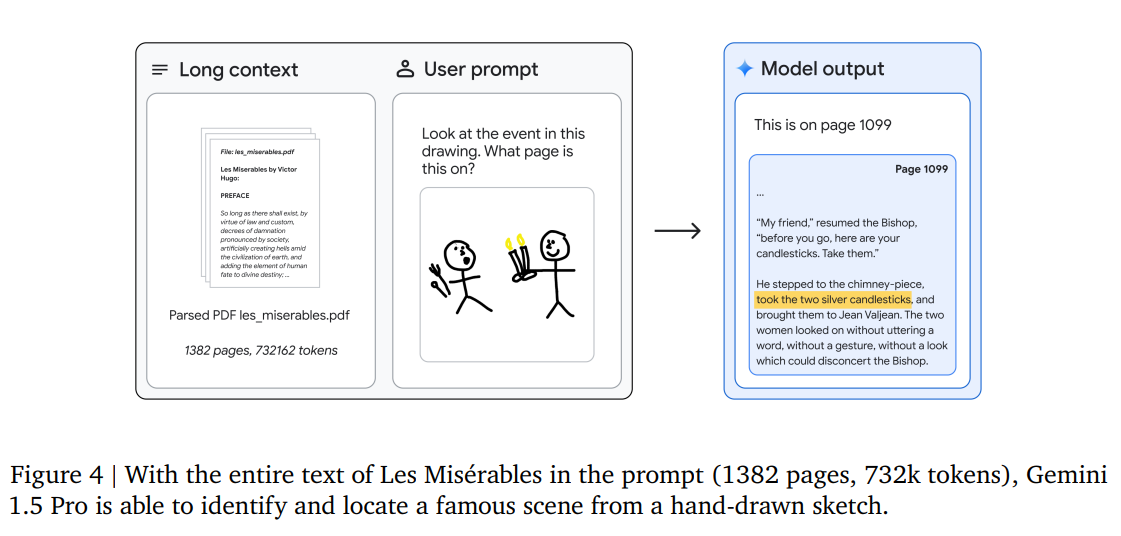 Long context
File: les_miserables.pdf
Les Miserables by Victor
Hugo:
PREFACE
So long as there shall exist, by
virtue of law and custom,
decrees of damnation
pronounced by society,
artificially creating hells amid
the civilization of earth, and
adding the element of human
fate to divine destiny; ...
Parsed PDF les_miserables.pdf
1382 pages, 732162 tokens
User prompt
Look at the event in this
drawing. What page is
this on?
Model output
This is on page 1099
Page 1099
...
“My fri,” resumed the Bishop,
“before you go, here are your
candlesticks. Take them.”
He stepped to the chimney-piece,
took the two silver candlesticks, and
brought them to Jean Valjean. The two
women looked on without uttering a
word, without a gesture, without a look
which could disconcert the Bishop.
Figure 4 | With the entire text of Les Misérables in the prompt (1382 pages, 732k tokens), Gemini
1.5 Pro is able to identify and locate a famous scene from a hand-drawn sketch.